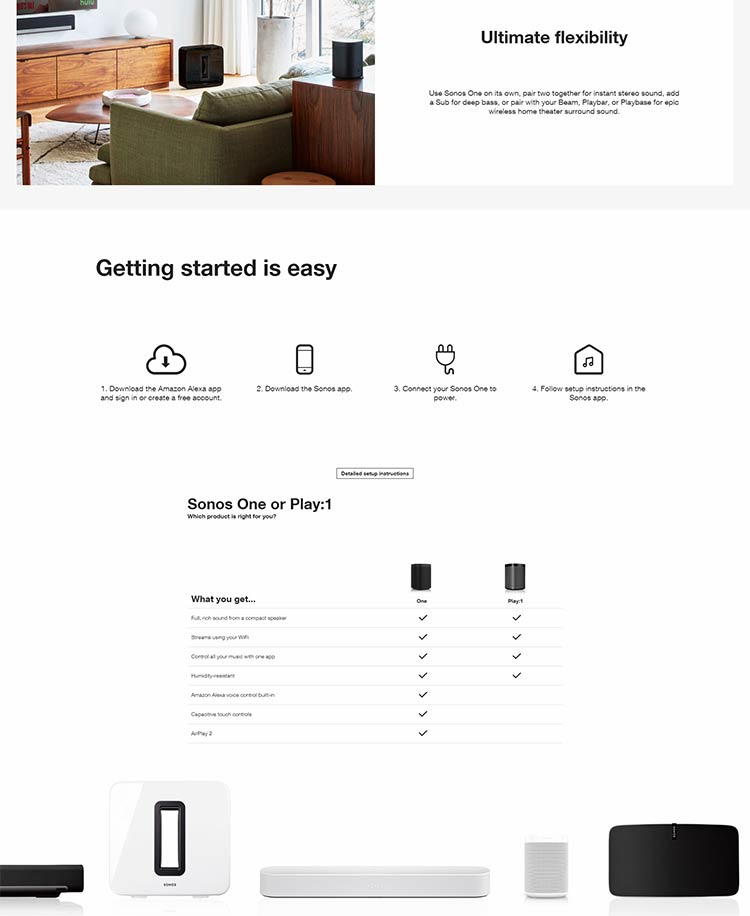 hulu
Ultimate flexibility
Use Sonos One on its own, pair two together for instant stereo sound, add
a Sub for deep bass, or pair with your Beam, Playbar, or Playbase for epic
wireless home theater surround sound.
Getting started is easy
1. Download the Amazon Alexa app
and sign in or create a free account.
2. Download the Sonos app.
3. Connect your Sonos One to
power.
4. Follow setup instructions in the
Sonos app.
Detailed setup instructions
Sonos One or Play:1
Which product is right for you?
What you get...
One
Play:1
Full, rich sound from a compact speaker
Streams using your WiFi
Control all your music with one app
Humidity-resistant
Amazon Alexa voice control built-in
Capacitive touch controls
AirPlay 2
SONOS
SONOS